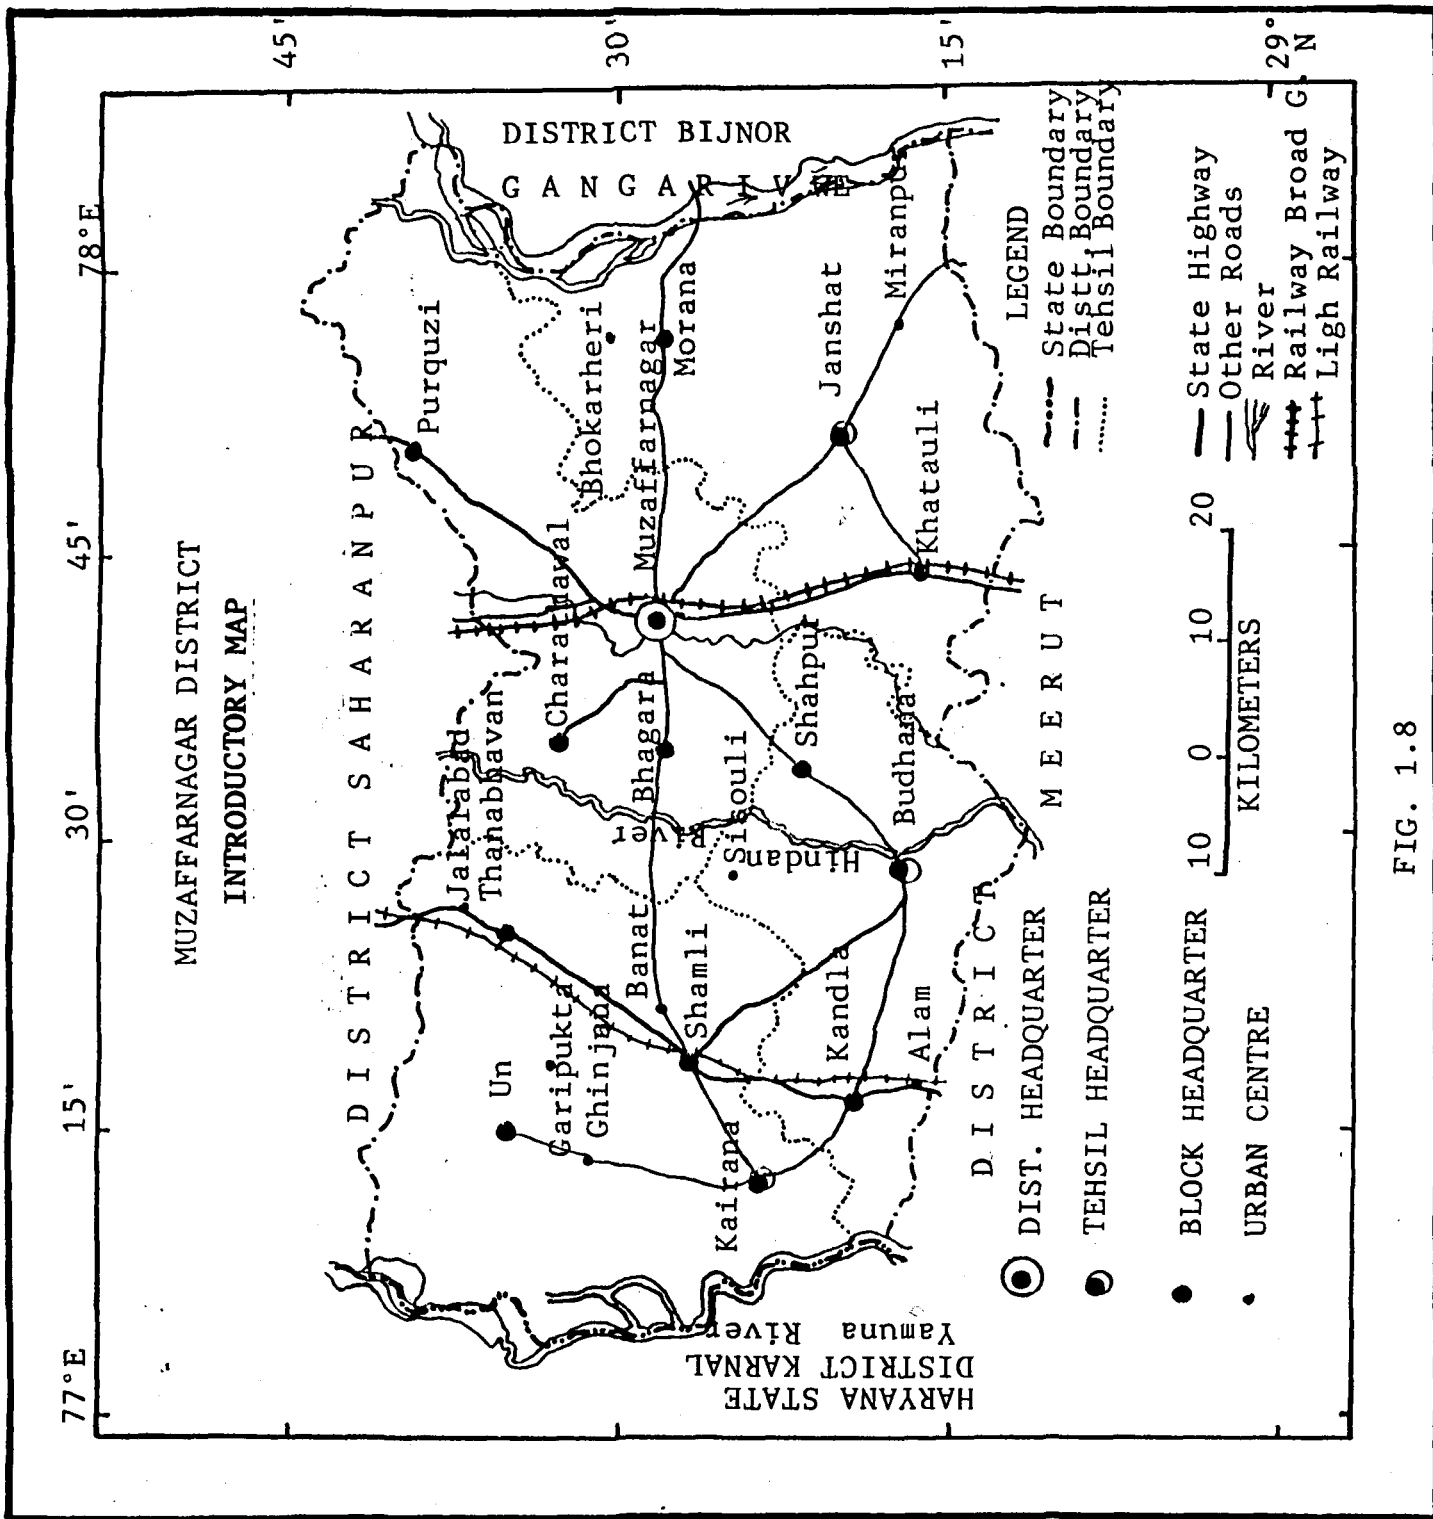 MUZAFFARNAGAR DISTRICT
INTRODUCTORY MAP
77°E
15'
30'
45'
78°E
45'
30'
15'
29°
N
DISTRICT SAHARANPUR
DISTRICT BIJNOR
GANGA RIVER
Purquzi
Jalalabad
Thanabhavan
Charathawal
Bhokarheri
Un
Garipukta
Ghinjana
Banat
Bhagara
Muzaffarnagar
Morana
River
Hindan
Shamli
Sisouli
Kairana
Shahpur
Janshat
Kandla
Budhana
Miranpur
Alam
Khatauli
Yamuna River
DISTRICT KARNAL
HARYANA STATE
DISTRICT MEERUT
LEGEND
State Boundary
Distt Boundary
Tehsil Boundary
State Highway
Other Roads
River
Railway Broad G.
Ligh Railway
DIST. HEADQUARTER
TEHSIL HEADQUARTER
BLOCK HEADQUARTER
URBAN CENTRE
10 0 10 20
KILOMETERS
FIG. 1.8